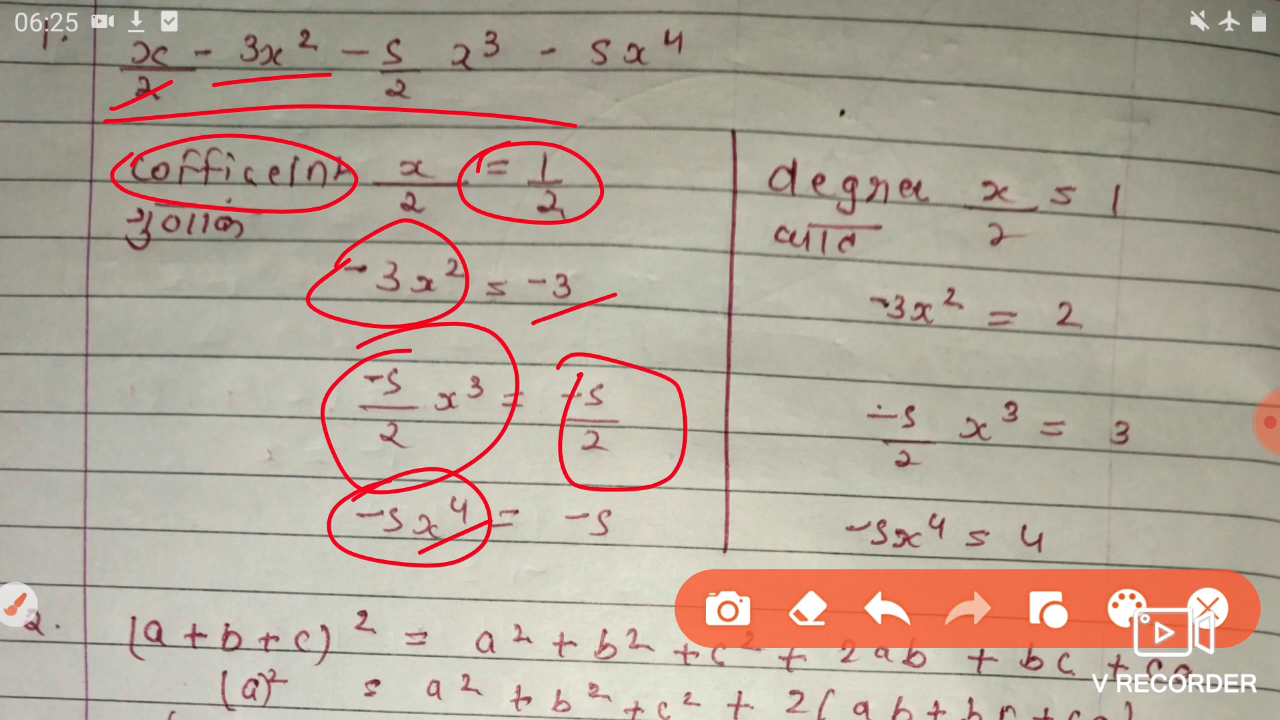 06:25
1. x/2 - 3x² - 5/2 x³ - 5x⁴
Cofficeint x/2 = 1/2
-3x² = -3
-5/2 x³ = -5/2
-5x⁴ = -5
degree x/2 = 1
-3x² = 2
-5/2 x³ = 3
-5x⁴ = 4
2. (a + b + c)² = a² + b² + c² + 2ab + bc + ca
(a)² = a² + b² + c² + 2(ab + bc + ca)
V RECORDER